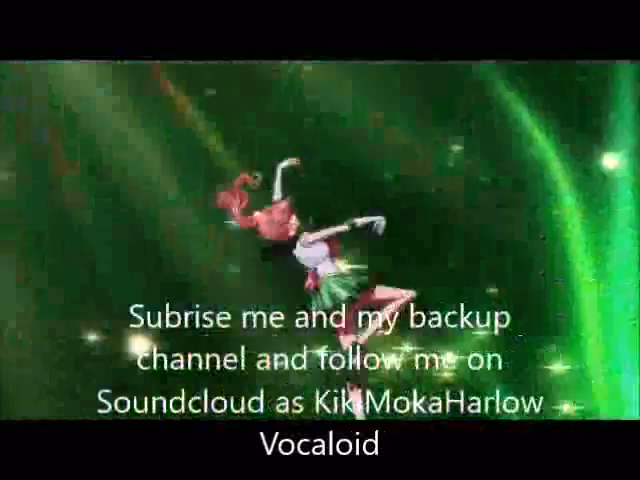 Subrise me and my backup
channel and follow me on
Soundcloud as KikiMokaHarlow
Vocaloid